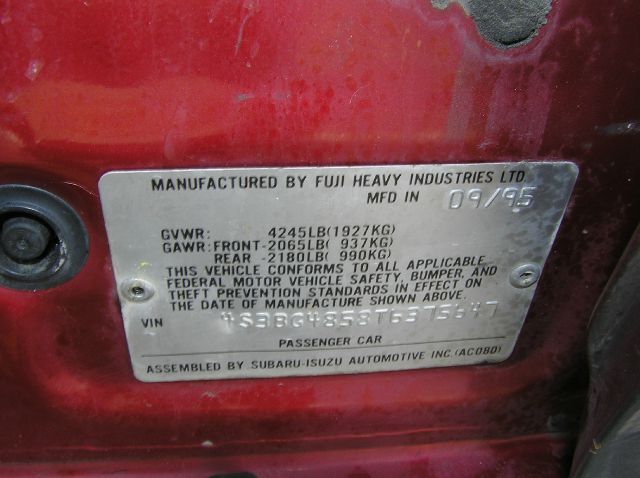 MANUFACTURED BY FUJI HEAVY INDUSTRIES LTD.
MFD IN 09/95
GVWR: 4245LB(1927KG)
GAWR:FRONT-2065LB( 937KG)
REAR -2180LB( 990KG)
THIS VEHICLE CONFORMS TO ALL APPLICABLE
FEDERAL MOTOR VEHICLE SAFETY, BUMPER, AND
THEFT PREVENTION STANDARDS IN EFFECT ON
THE DATE OF MANUFACTURE SHOWN ABOVE.
VIN 4S3BG4858T6375647
PASSENGER CAR
ASSEMBLED BY SUBARU-ISUZU AUTOMOTIVE INC.(AC080)